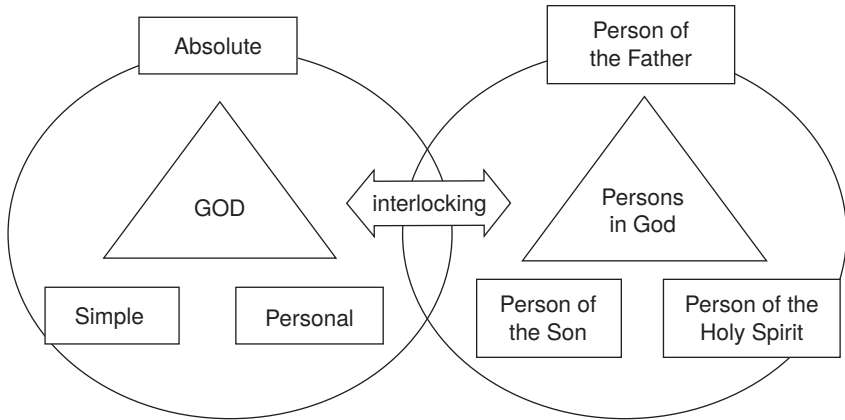 Absolute
GOD
Simple
Personal
interlocking
Person of
the Father
Persons
in God
Person of
the Son
Person of the
Holy Spirit